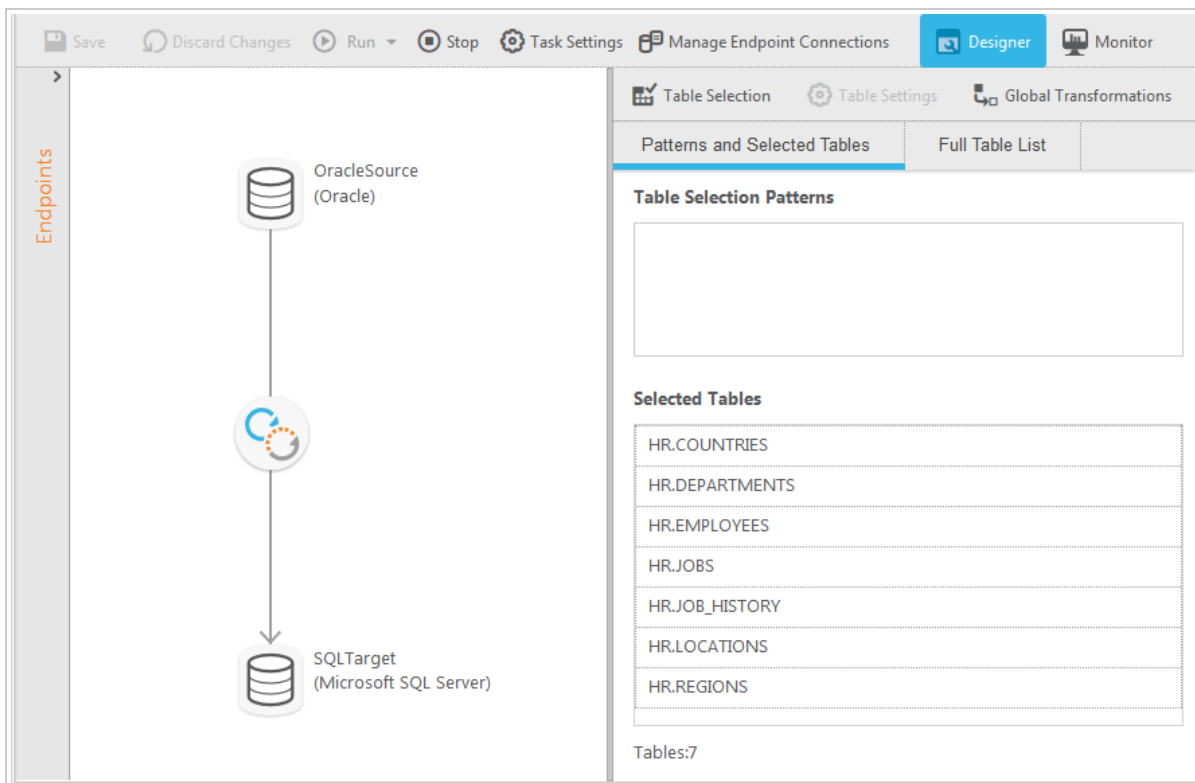 Save Discard Changes Run Stop Task Settings Manage Endpoint Connections Designer Monitor
Endpoints
OracleSource
(Oracle)
SQLTarget
(Microsoft SQL Server)
Table Selection Table Settings Global Transformations
Patterns and Selected Tables Full Table List
Table Selection Patterns
Selected Tables
HR.COUNTRIES
HR.DEPARTMENTS
HR.EMPLOYEES
HR.JOBS
HR.JOB_HISTORY
HR.LOCATIONS
HR.REGIONS
Tables:7